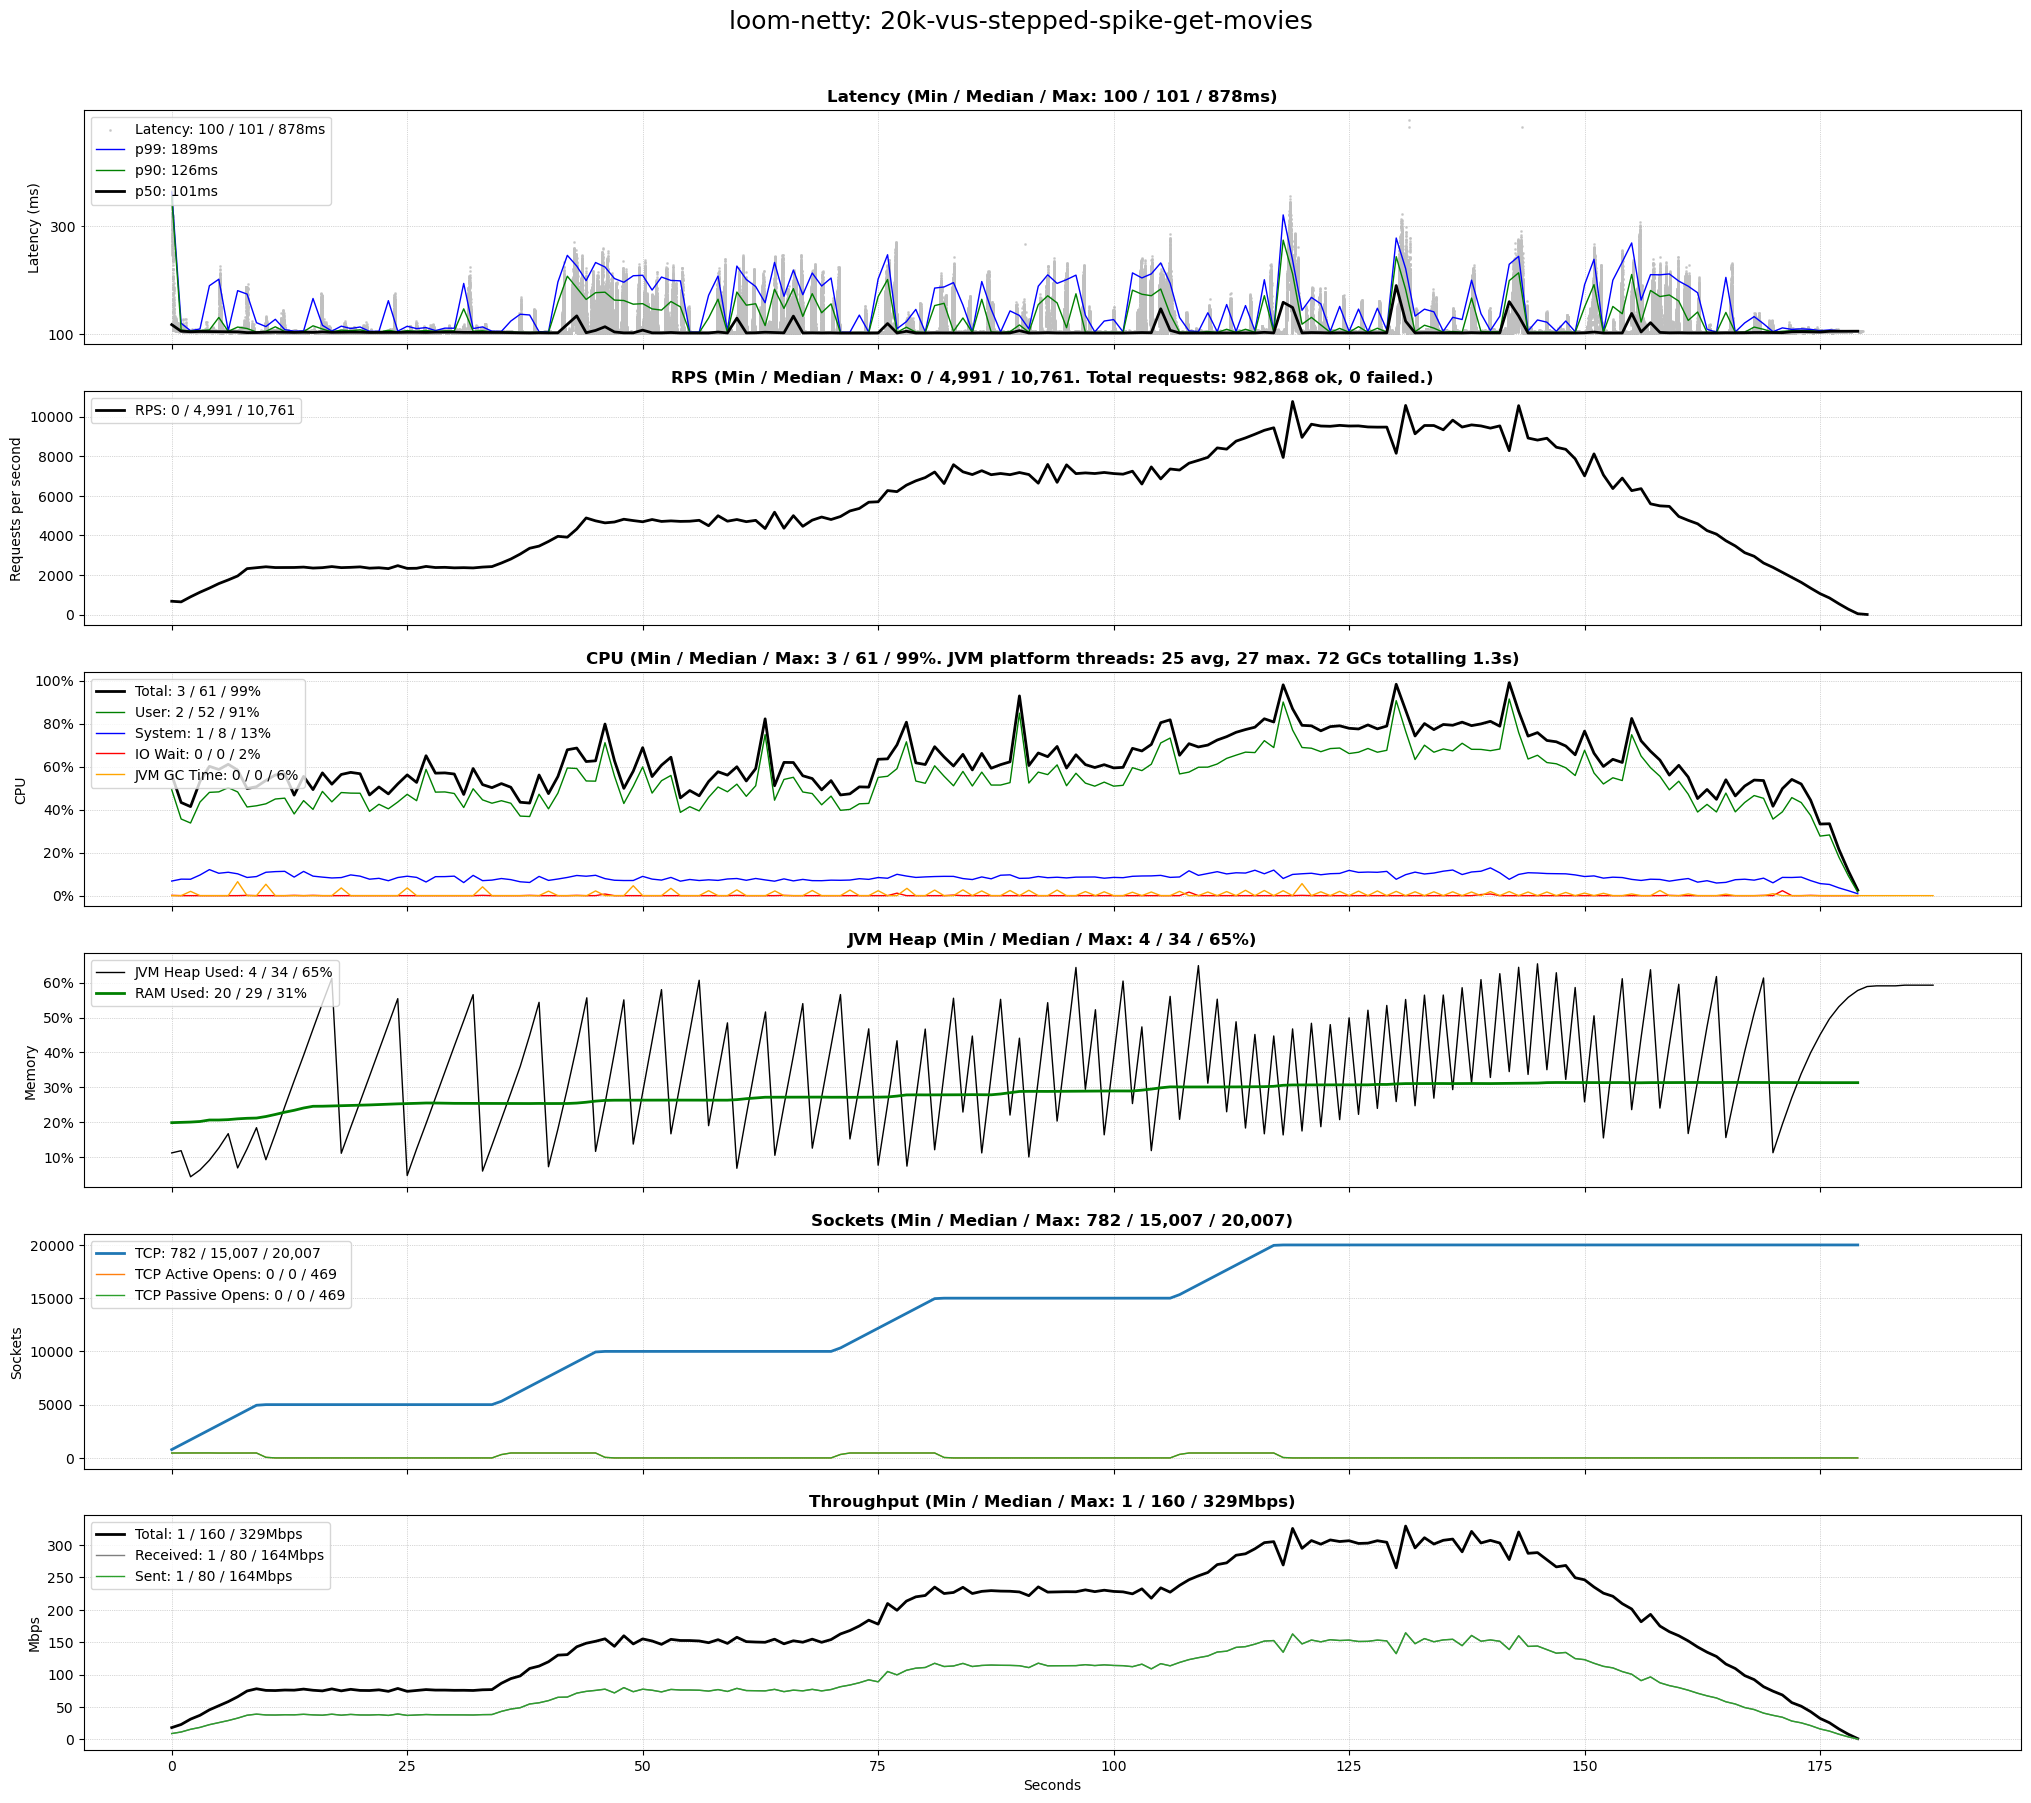 loom-netty: 20k-vus-stepped-spike-get-movies
Latency (Min / Median / Max: 100 / 101 / 878ms)
Latency: 100 / 101 / 878ms
p99: 189ms
p90: 126ms
p50: 101ms
Latency (ms)
300
100
RPS (Min / Median / Max: 0 / 4,991 / 10,761. Total requests: 982,868 ok, 0 failed.)
RPS: 0 / 4,991 / 10,761
Requests per second
10000
8000
6000
4000
2000
0
CPU (Min / Median / Max: 3 / 61 / 99%. JVM platform threads: 25 avg, 27 max. 72 GCs totalling 1.3s)
Total: 3 / 61 / 99%
User: 2 / 52 / 91%
System: 1 / 8 / 13%
IO Wait: 0 / 0 / 2%
JVM GC Time: 0 / 0 / 6%
CPU
100%
80%
60%
40%
20%
0%
JVM Heap (Min / Median / Max: 4 / 34 / 65%)
JVM Heap Used: 4 / 34 / 65%
RAM Used: 20 / 29 / 31%
Memory
60%
50%
40%
30%
20%
10%
Sockets (Min / Median / Max: 782 / 15,007 / 20,007)
TCP: 782 / 15,007 / 20,007
TCP Active Opens: 0 / 0 / 469
TCP Passive Opens: 0 / 0 / 469
Sockets
20000
15000
10000
5000
0
Throughput (Min / Median / Max: 1 / 160 / 329Mbps)
Total: 1 / 160 / 329Mbps
Received: 1 / 80 / 164Mbps
Sent: 1 / 80 / 164Mbps
Mbps
300
250
200
150
100
50
0
0 25 50 75 100 125 150 175
Seconds